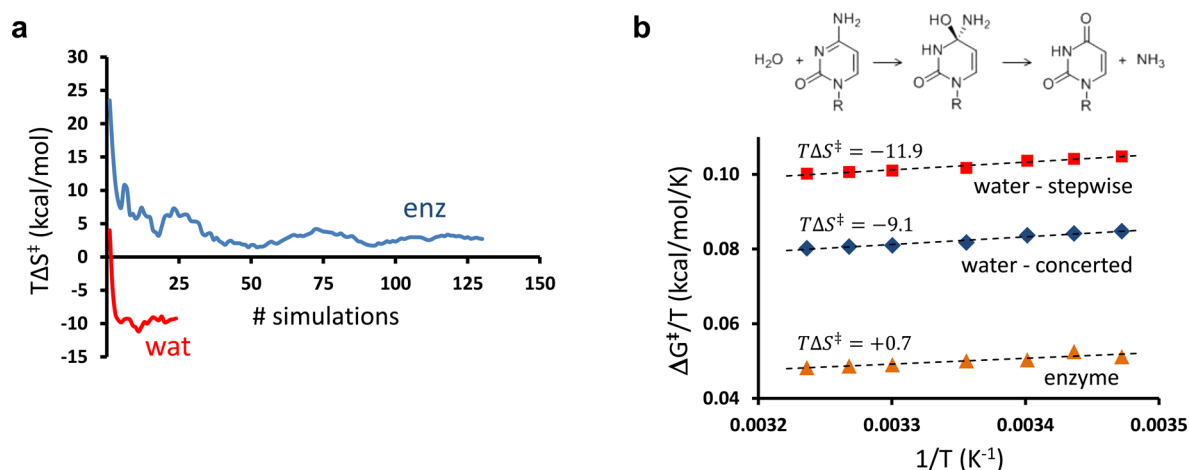 a
TΔS‡ (kcal/mol)
30
25
20
15
10
5
0
-5
-10
-15
25
50
75
100
125
150
enz
# simulations
wat
b
H₂O + 
NH₂
N
O
N
R
HO
NH₂
HN
O
N
R
O
HN
O
N
R
+ NH₃
ΔG‡/T (kcal/mol/K)
0.10
0.08
0.06
0.04
TΔS‡ = −11.9
water - stepwise
TΔS‡ = −9.1
water - concerted
TΔS‡ = +0.7
enzyme
0.0032
0.0033
0.0034
0.0035
1/T (K⁻¹)